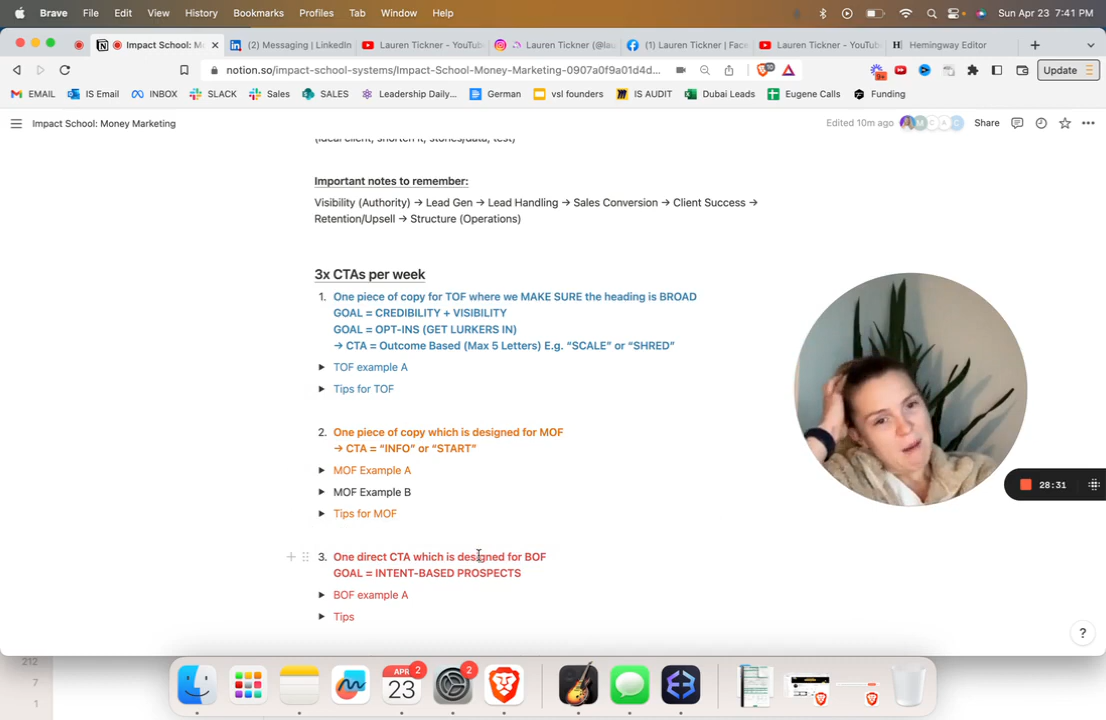 Brave File Edit View History Bookmarks Profiles Tab Window Help Sun Apr 23 7:41 PM
Impact School: Mo (2) Messaging | LinkedIn Lauren Tickner - YouTub Lauren Tickner (@lau (1) Lauren Tickner | Face Lauren Tickner - YouTub Hemingway Editor
notion.so/impact-school-systems/Impact-School-Money-Marketing-0907a0f9a01d4d... Update
EMAIL IS Email INBOX SLACK Sales SALES Leadership Daily... German vsl founders IS AUDIT Dubai Leads Eugene Calls Funding
Impact School: Money Marketing Edited 10m ago Share
(ideal client, shorten it, stories/data, test)
Important notes to remember:
Visibility (Authority) → Lead Gen → Lead Handling → Sales Conversion → Client Success →
Retention/Upsell → Structure (Operations)
3x CTAs per week
1. One piece of copy for TOF where we MAKE SURE the heading is BROAD
GOAL = CREDIBILITY + VISIBILITY
GOAL = OPT-INS (GET LURKERS IN)
→ CTA = Outcome Based (Max 5 Letters) E.g. “SCALE” or “SHRED”
TOF example A
Tips for TOF
2. One piece of copy which is designed for MOF
→ CTA = “INFO” or “START”
MOF Example A
MOF Example B
Tips for MOF
3. One direct CTA which is designed for BOF
GOAL = INTENT-BASED PROSPECTS
BOF example A
Tips
28:31
?
212
7
1
APR
23
2
2